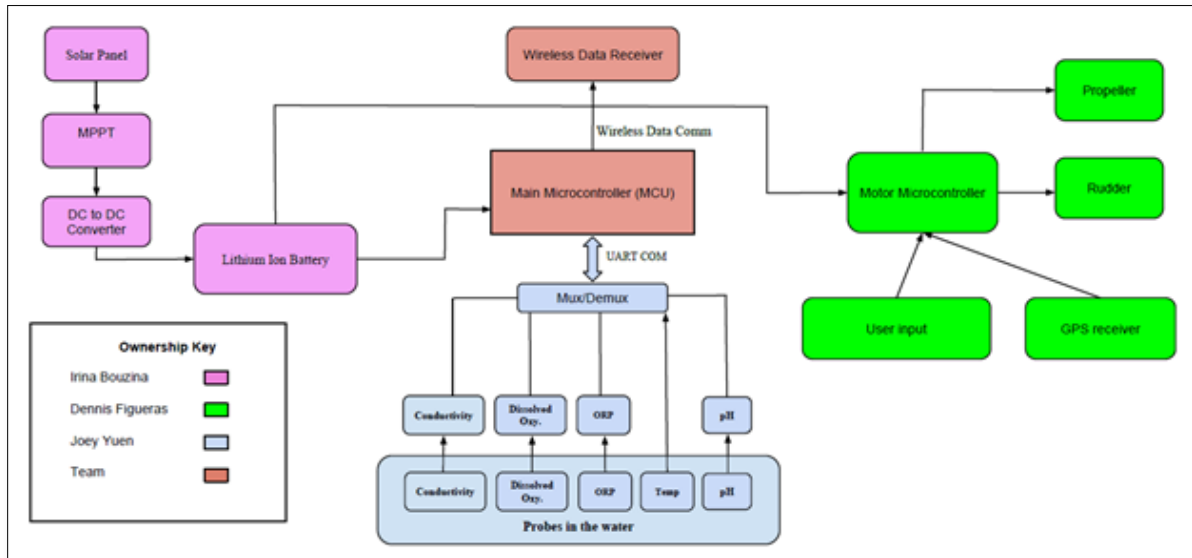 Solar Panel
MPPT
DC to DC
Converter
Lithium Ion Battery
Wireless Data Receiver
Wireless Data Comm
Main Microcontroller (MCU)
UART COM
Mux/Demux
Conductivity
Dissolved
Oxy.
ORP
pH
Conductivity
Dissolved
Oxy.
ORP
Temp
pH
Probes in the water
Propeller
Motor Microcontroller
Rudder
User input
GPS receiver
Ownership Key
Irina Bouzina
Dennis Figueras
Joey Yuen
Team